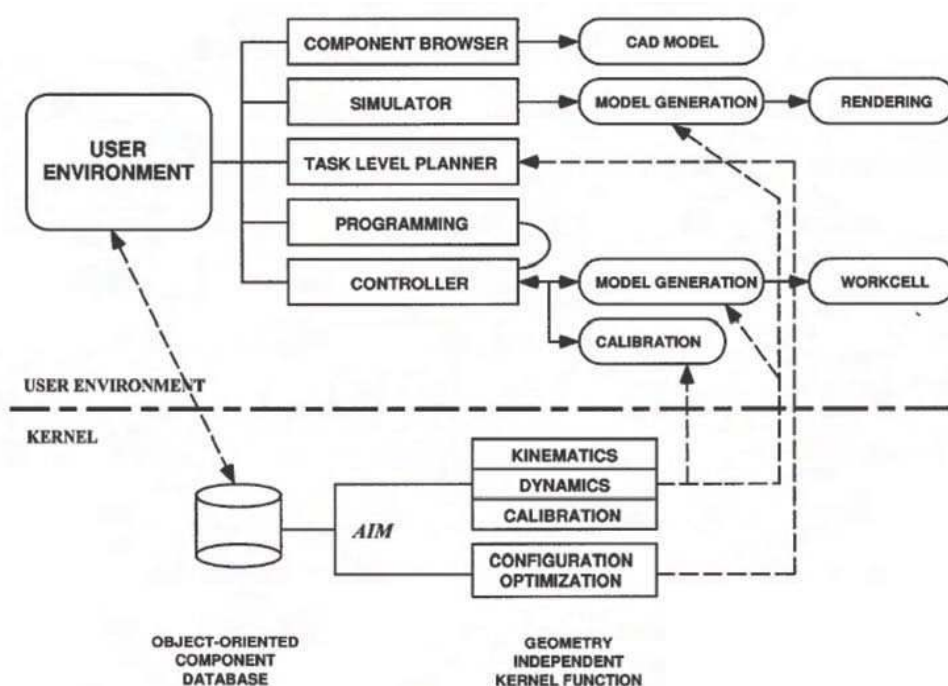 COMPONENT BROWSER
CAD MODEL
SIMULATOR
MODEL GENERATION
RENDERING
USER
ENVIRONMENT
TASK LEVEL PLANNER
PROGRAMMING
CONTROLLER
MODEL GENERATION
WORKCELL
CALIBRATION
USER ENVIRONMENT
KERNEL
KINEMATICS
DYNAMICS
CALIBRATION
AIM
CONFIGURATION
OPTIMIZATION
OBJECT-ORIENTED
COMPONENT
DATABASE
GEOMETRY
INDEPENDENT
KERNEL FUNCTION